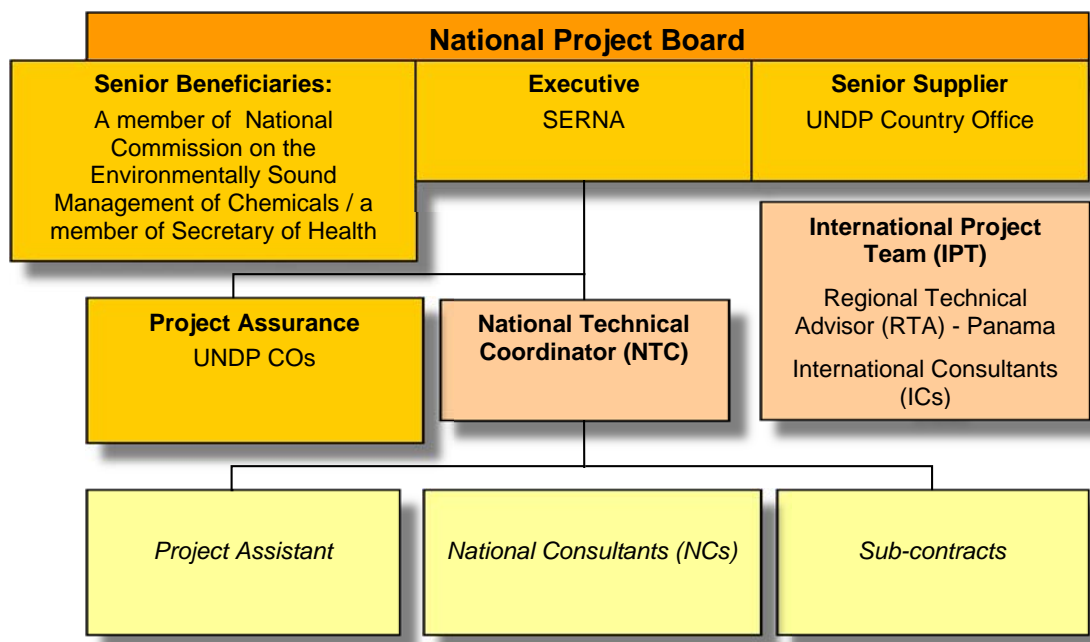 National Project Board
Senior Beneficiaries:
A member of National
Commission on the
Environmentally Sound
Management of Chemicals / a
member of Secretary of Health
Executive
SERNA
Senior Supplier
UNDP Country Office
International Project
Team (IPT)
Regional Technical
Advisor (RTA) - Panama
International Consultants
(ICs)
Project Assurance
UNDP COs
National Technical
Coordinator (NTC)
Project Assistant
National Consultants (NCs)
Sub-contracts